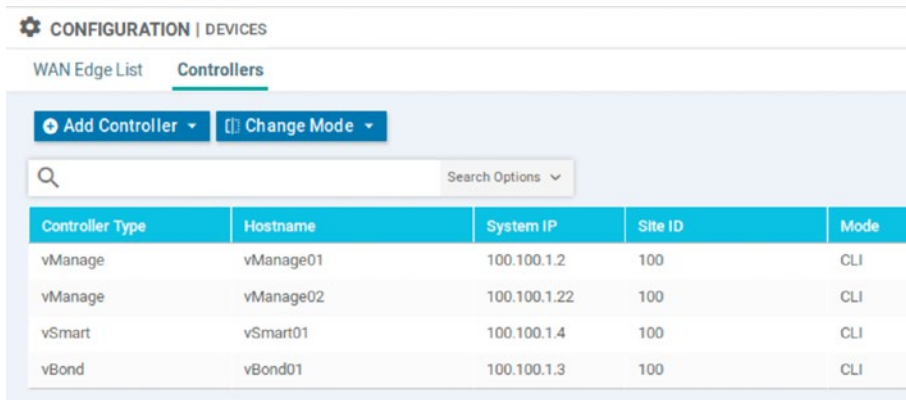 CONFIGURATION | DEVICES
WAN Edge List Controllers
Add Controller Change Mode
Search Options
Controller Type Hostname System IP Site ID Mode
vManage vManage01 100.100.1.2 100 CLI
vManage vManage02 100.100.1.22 100 CLI
vSmart vSmart01 100.100.1.4 100 CLI
vBond vBond01 100.100.1.3 100 CLI